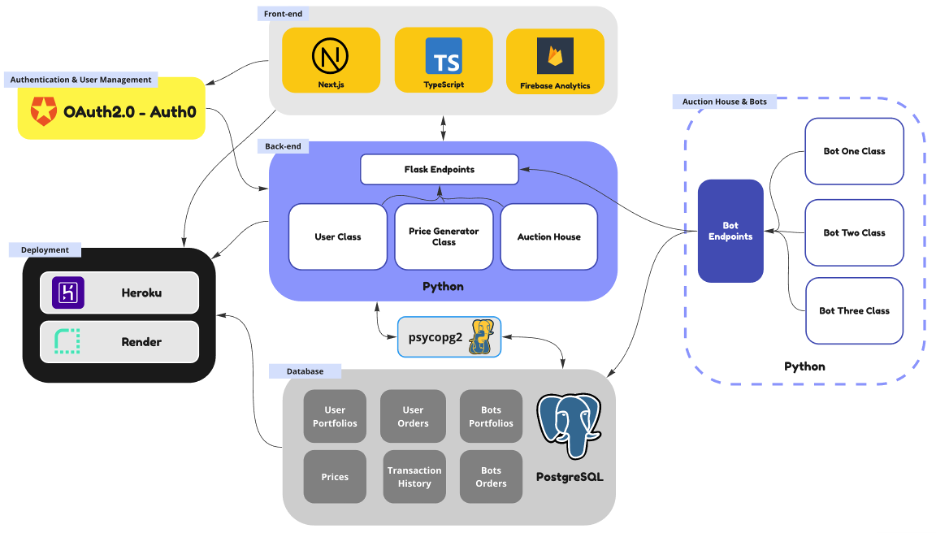 Front-end
Next.js
TS
TypeScript
Firebase Analytics
Authentication & User Management
OAuth2.0 - Auth0
Back-end
Flask Endpoints
User Class
Price Generator
Class
Auction House
Python
Auction House & Bots
Bot
Endpoints
Bot One Class
Bot Two Class
Bot Three Class
Python
Deployment
Heroku
Render
psycopg2
Database
User
Portfolios
User
Orders
Bots
Portfolios
Prices
Transaction
History
Bots
Orders
PostgreSQL